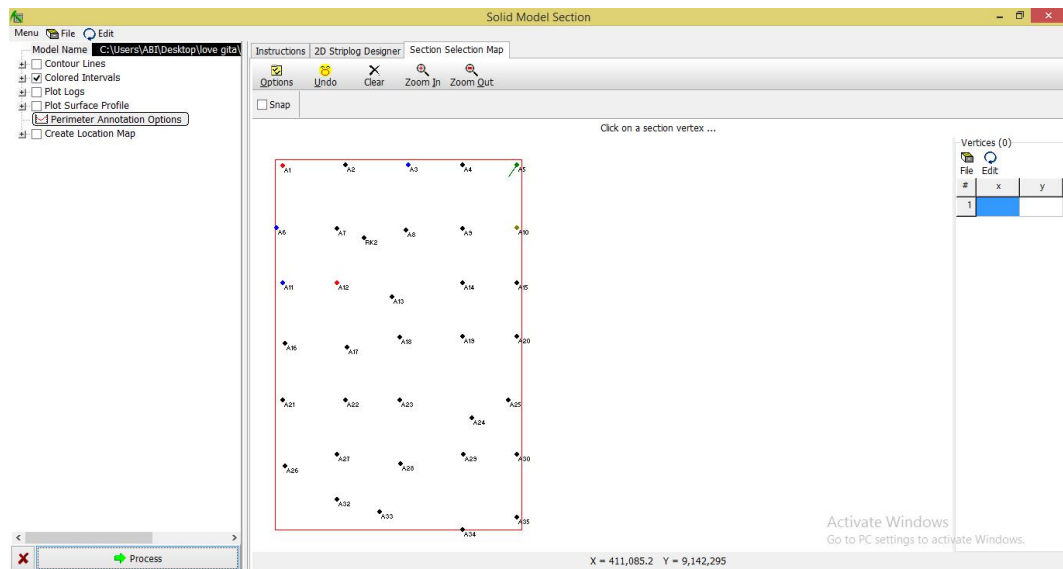 Solid Model Section
Menu File Edit
Model Name C:\Users\ABI\Desktop\love gita\
Contour Lines
Colored Intervals
Plot Logs
Plot Surface Profile
Perimeter Annotation Options
Create Location Map
Process
Instructions 2D Striplog Designer Section Selection Map
Options Undo Clear Zoom In Zoom Out
Snap
Click on a section vertex ...
A1 A2 A3 A4 A5
A6 A7 RK2 A8 A9 A10
A11 A12 A13 A14 A15
A16 A17 A18 A19 A20
A21 A22 A23 A24 A25
A26 A27 A28 A29 A30
A32 A33 A34 A35
Vertices (0)
File Edit
# x y
1
Activate Windows
Go to PC settings to activate Windows.
X = 411,085.2 Y = 9,142,295